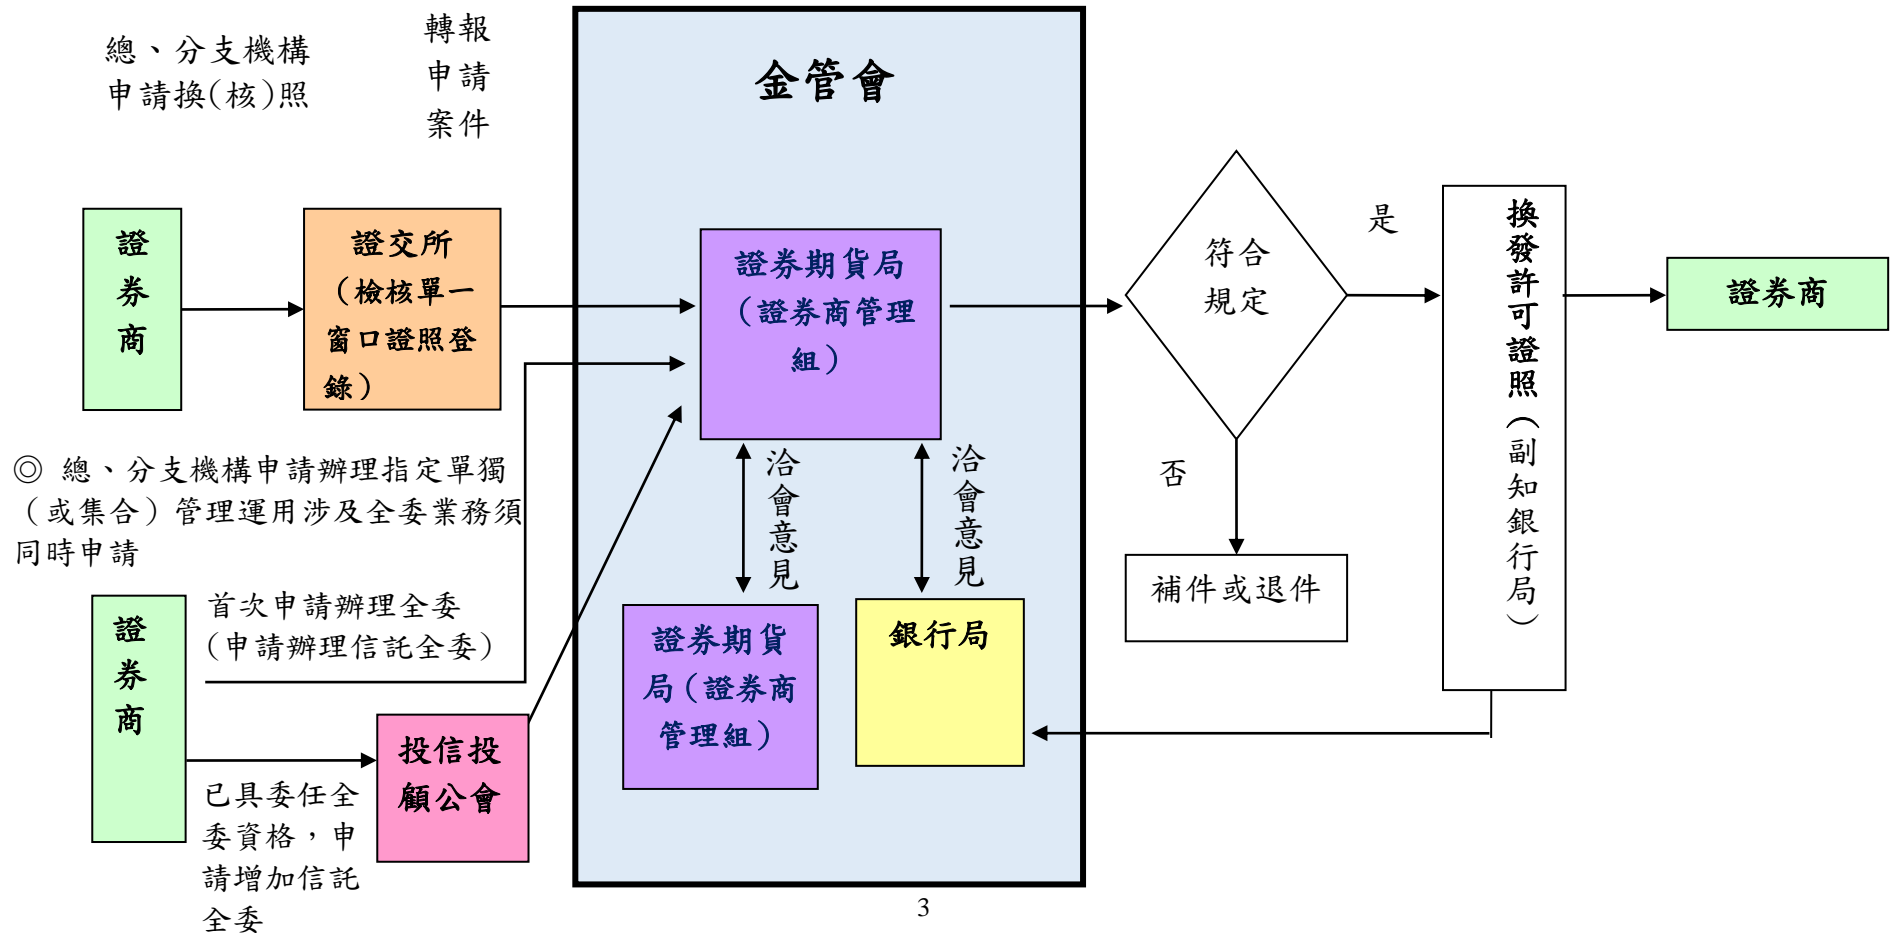 總、分支機構
申請換(核)照
轉報
申請
案件
金管會
證
券
商
證交所
（檢核單一
窗口證照登
錄）
證券期貨局
（證券商管理
組）
符合
規定
是
否
換發許可證照（副知銀行局）
證券商
補件或退件
◎ 總、分支機構申請辦理指定單獨
（或集合）管理運用涉及全委業務須
同時申請
洽會意見
洽會意見
證
券
商
首次申請辦理全委
(申請辦理信託全委)
投信投
顧公會
已具委任全
委資格，申
請增加信託
全委
證券期貨
局（證券商
管理組）
銀行局
3